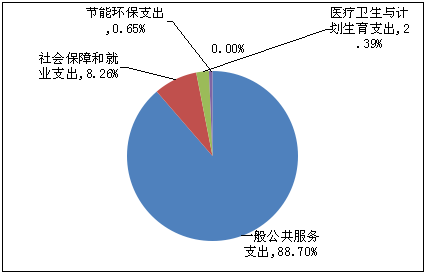 节能环保支出
,0.65%
医疗卫生与计
划生育支出,2
.39%
0.00%
社会保障和就
业支出,8.26%
一般公共服务
支出,88.70%